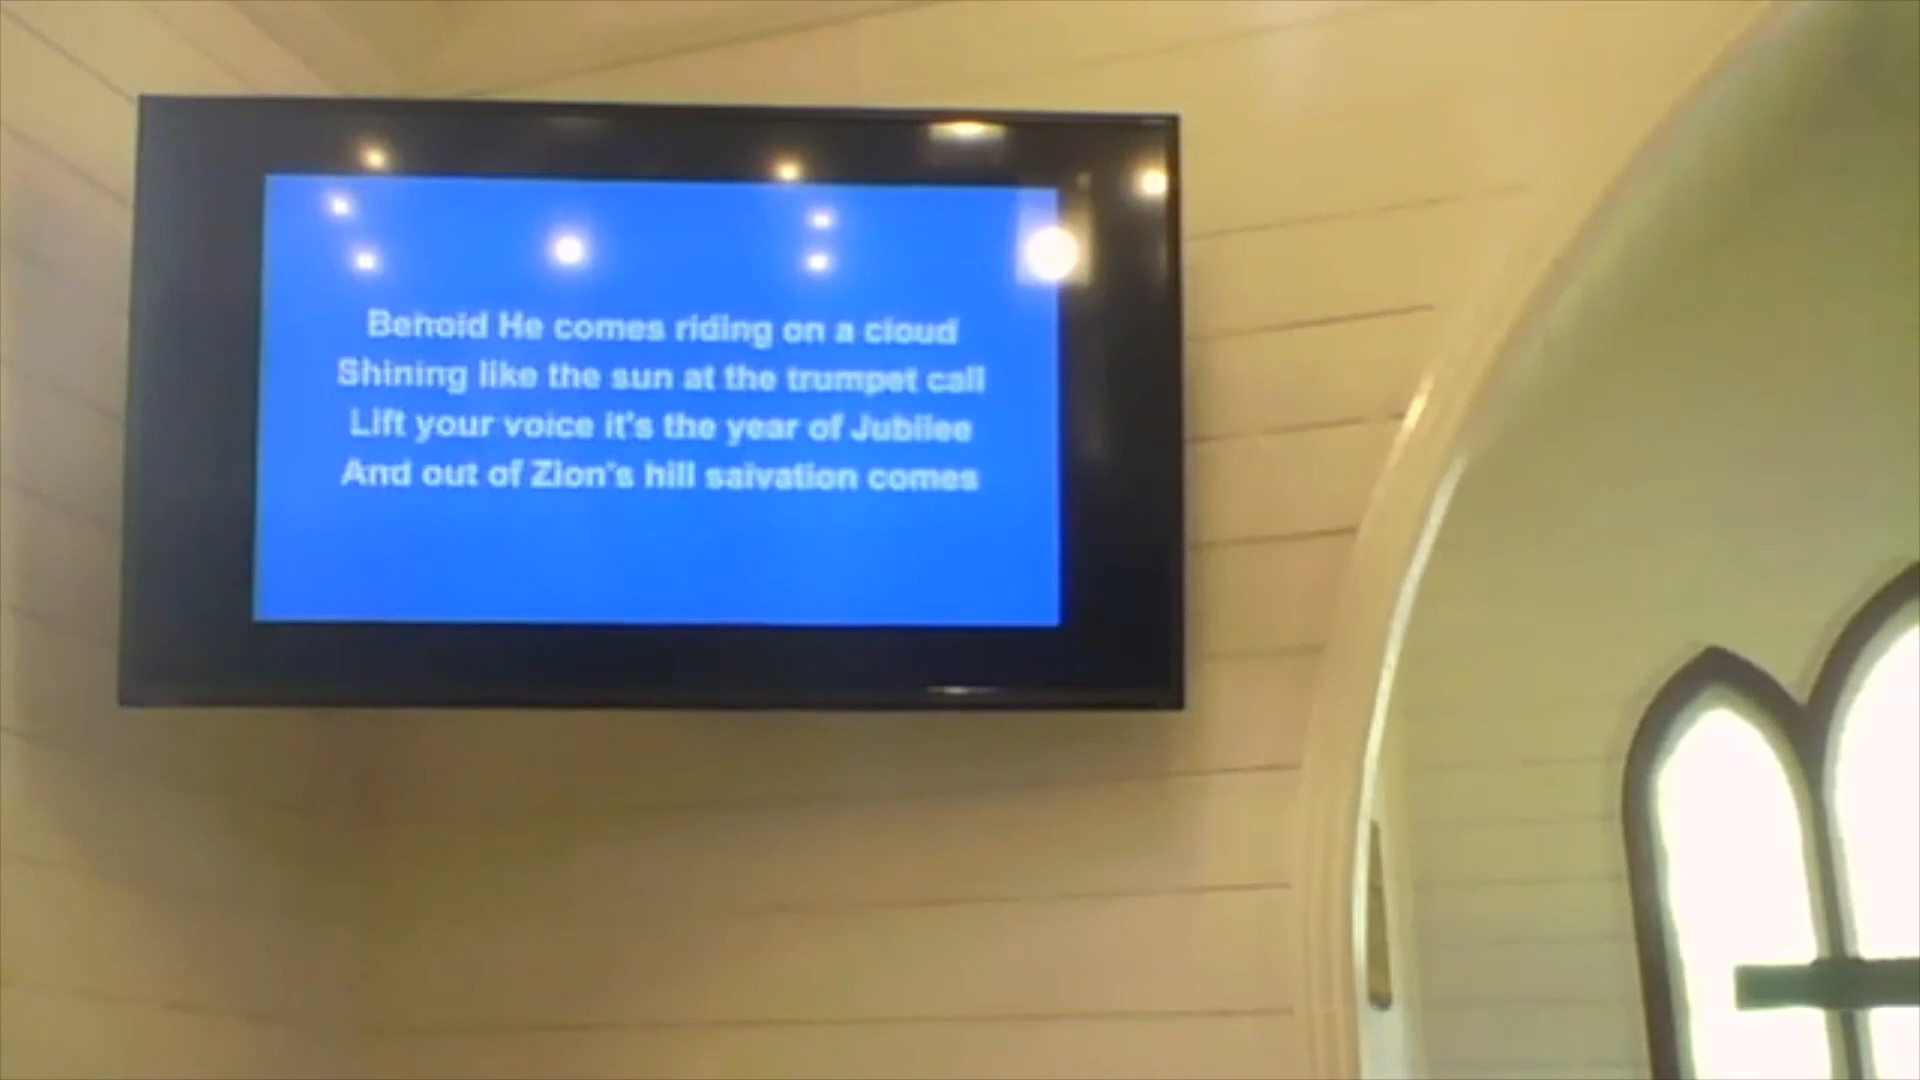 Behold He comes riding on a cloud
Shining like the sun at the trumpet call
Lift your voice it's the year of Jubilee
And out of Zion's hill salvation comes